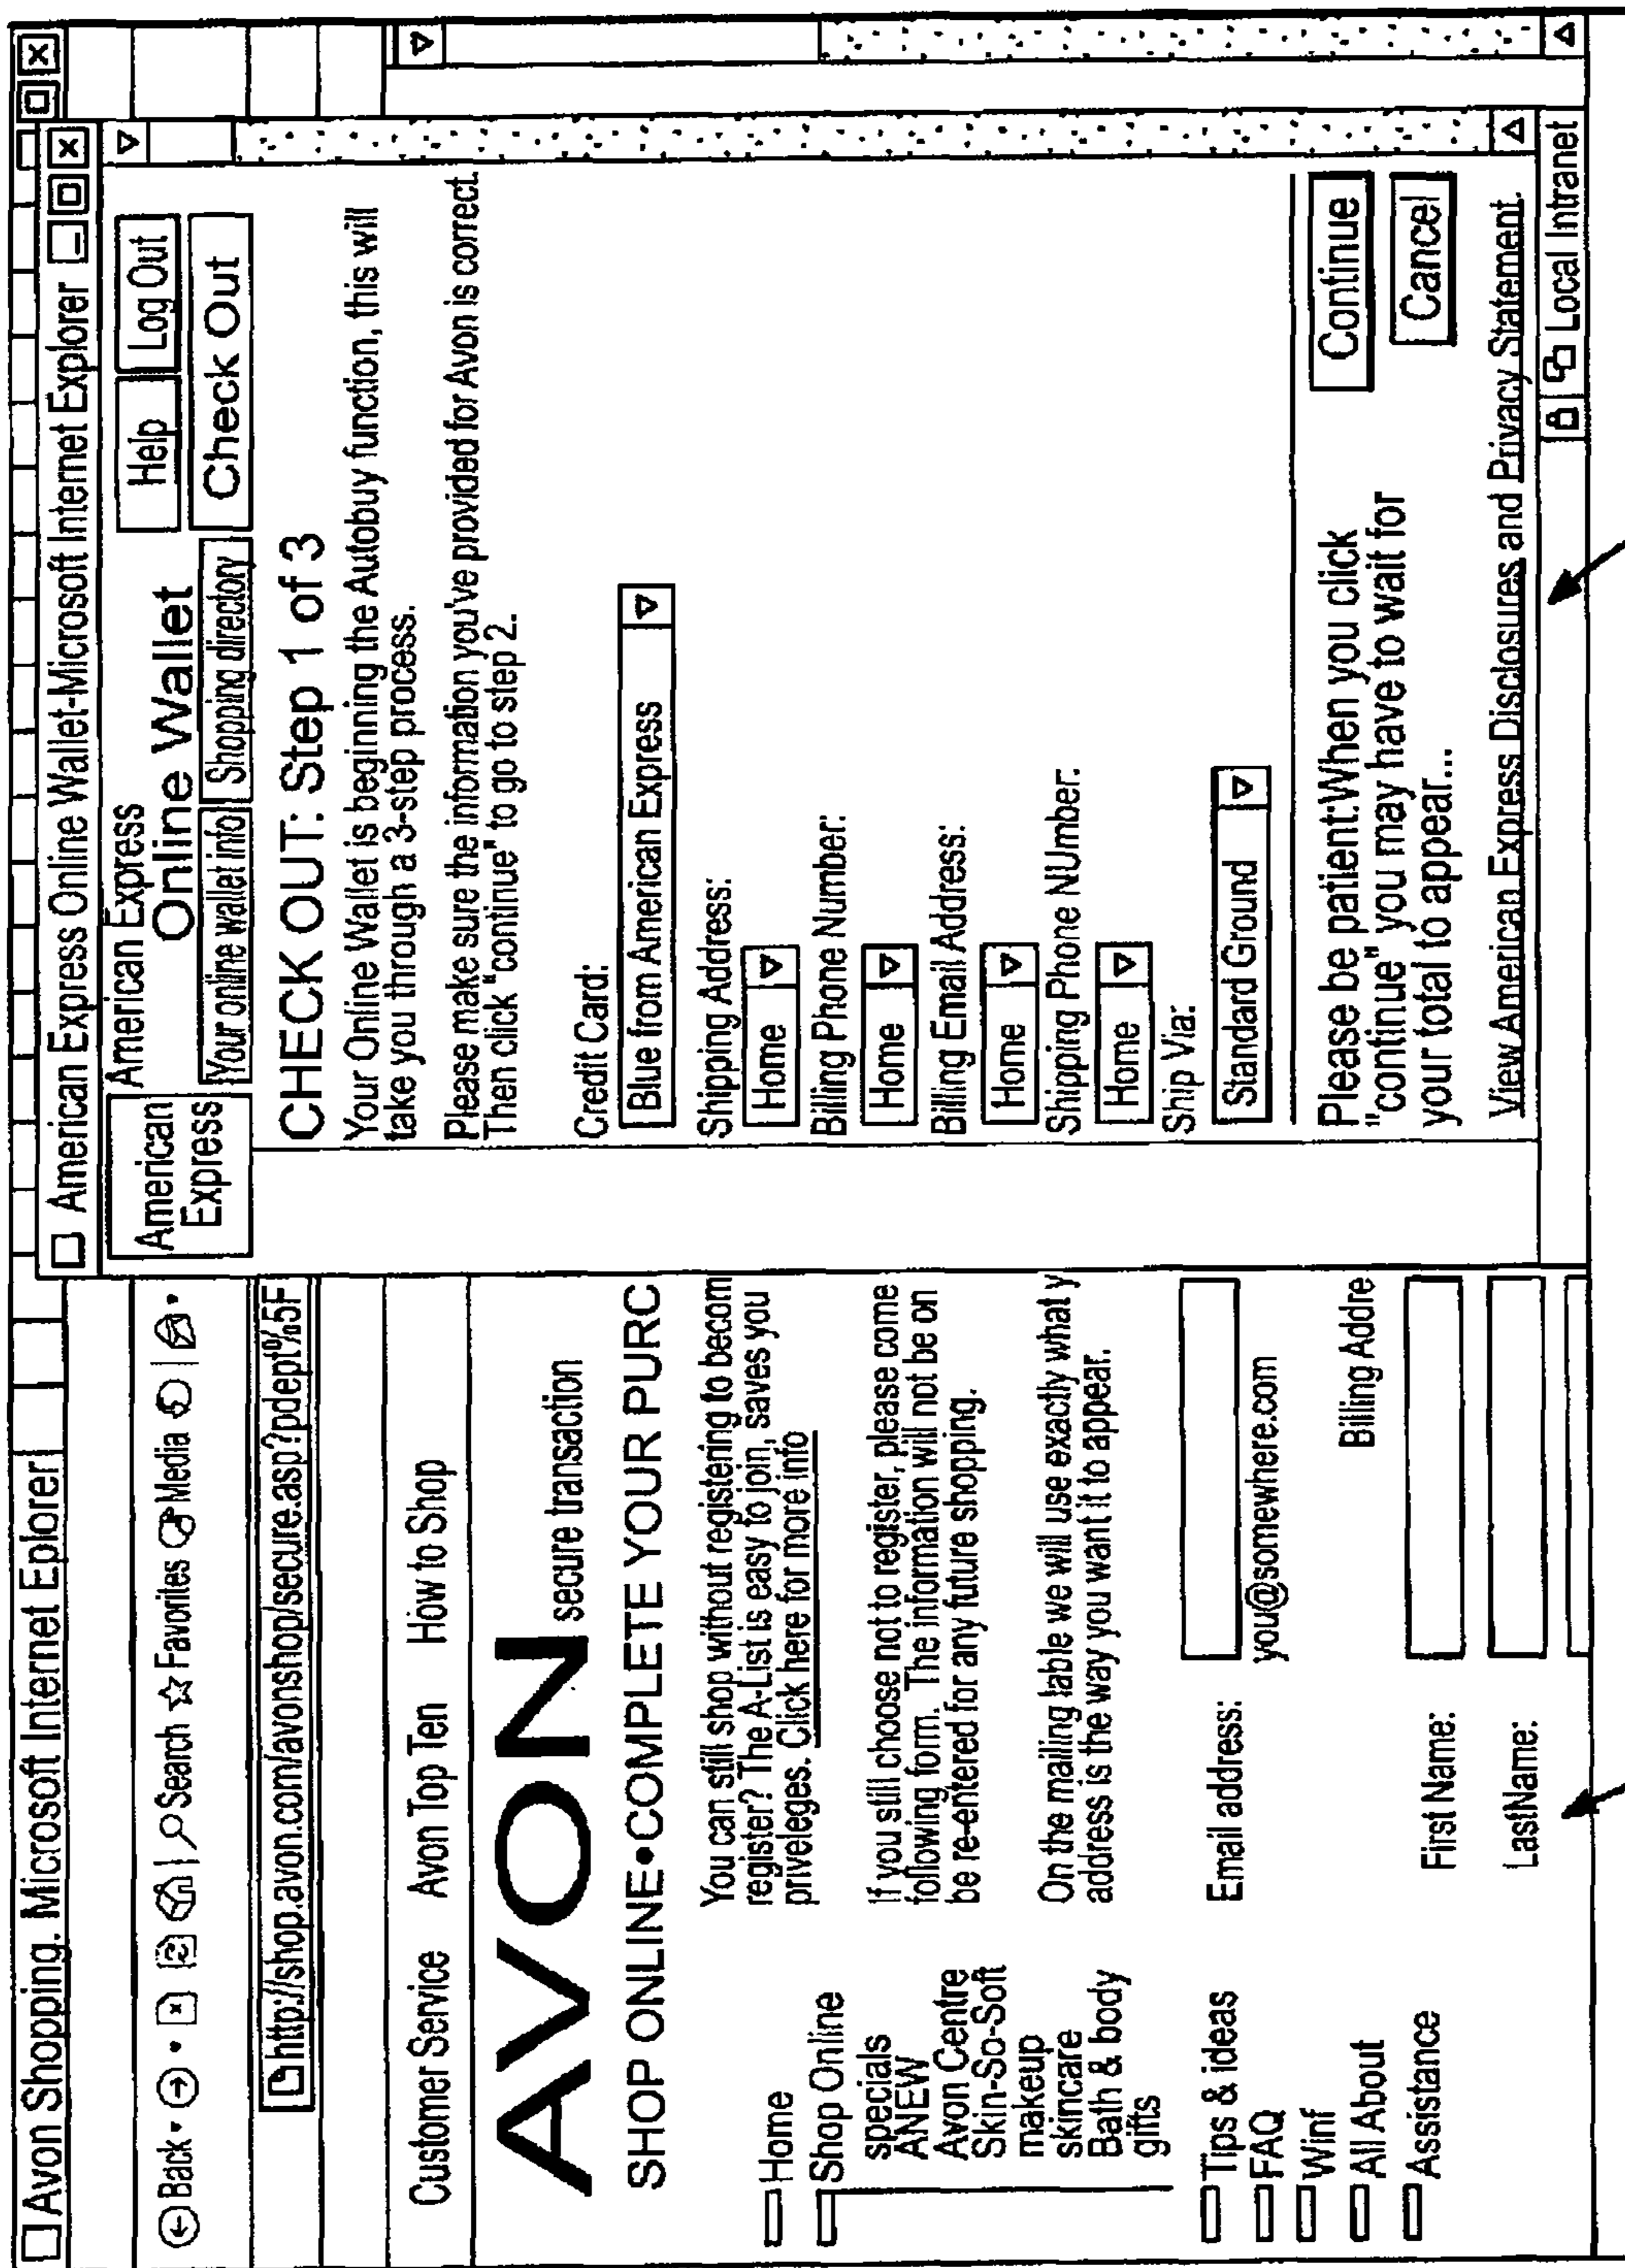 Avon Shopping. Microsoft Internet Eplorer
Back
Search
Favorites
Media
http://shop.avon.com/avonshop/secure.asp?pdept%5F
Customer Service
Avon Top Ten
How to Shop
AVON
secure transaction
SHOP ONLINE•COMPLETE YOUR PURC
Home
Shop Online
specials
ANEW
Avon Centre
Skin-So-Soft
makeup
skincare
Bath & body
gifts
Tips & ideas
FAQ
Winf
All About
Assistance
You can still shop without registering to becom
register? The A-List is easy to join, saves you
priveleges. Click here for more into
If you still choose not to register, please come
following form. The information will not be on
be re-entered for any future shopping.
On the mailing lable we will use exactly what y
address is the way you want it to appear.
Email address:
you@somewhere.com
Billing Addre
First Name:
LastName:
American Express Online Wallet-Microsoft Internet Explorer
American
Express
American Express
Online Wallet
Help
Log Out
Your online wallet info
Shopping directory
Check Out
CHECK OUT: Step 1 of 3
Your Online Wallet is beginning the Autobuy function, this will
take you through a 3-step process.
Please make sure the information you've provided for Avon is correct.
Then click "continue" to go to step 2.
Credit Card:
Blue from American Express
Shipping Address:
Home
Billing Phone Number:
Home
Billing Email Address:
Home
Shipping Phone NUmber:
Home
Ship Via:
Standard Ground
Please be patient:When you click
"continue" you may have to wait for
your total to appear...
Continue
Cancel
View American Express Disclosures and Privacy Statement.
Local Intranet